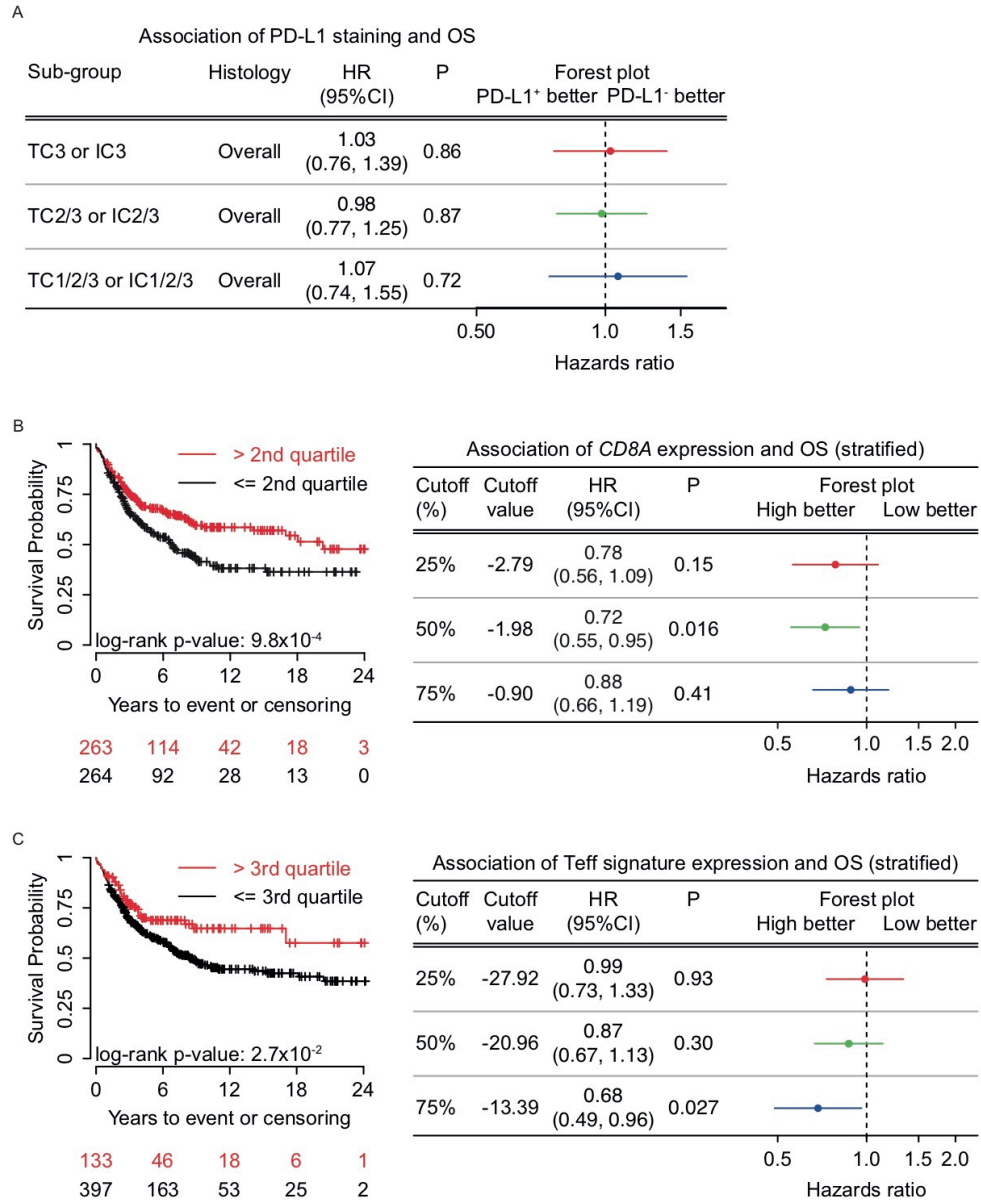 A
Association of PD-L1 staining and OS
Sub-group Histology HR P Forest plot
(95%CI) PD-L1⁺ better PD-L1⁻ better
TC3 or IC3 Overall 1.03 (0.76, 1.39) 0.86
TC2/3 or IC2/3 Overall 0.98 (0.77, 1.25) 0.87
TC1/2/3 or IC1/2/3 Overall 1.07 (0.74, 1.55) 0.72
0.50 1.0 1.5
Hazards ratio
B
1
0.75
0.5
0.25
0
Survival Probability
> 2nd quartile
<= 2nd quartile
log-rank p-value: 9.8x10⁻⁴
0 6 12 18 24
Years to event or censoring
263 114 42 18 3
264 92 28 13 0
Association of CD8A expression and OS (stratified)
Cutoff Cutoff HR P Forest plot
(%) value (95%CI) High better Low better
25% -2.79 0.78 (0.56, 1.09) 0.15
50% -1.98 0.72 (0.55, 0.95) 0.016
75% -0.90 0.88 (0.66, 1.19) 0.41
0.5 1.0 1.5 2.0
Hazards ratio
C
1
0.75
0.5
0.25
0
Survival Probability
> 3rd quartile
<= 3rd quartile
log-rank p-value: 2.7x10⁻²
0 6 12 18 24
Years to event or censoring
133 46 18 6 1
397 163 53 25 2
Association of Teff signature expression and OS (stratified)
Cutoff Cutoff HR P Forest plot
(%) value (95%CI) High better Low better
25% -27.92 0.99 (0.73, 1.33) 0.93
50% -20.96 0.87 (0.67, 1.13) 0.30
75% -13.39 0.68 (0.49, 0.96) 0.027
0.5 1.0 1.5 2.0
Hazards ratio